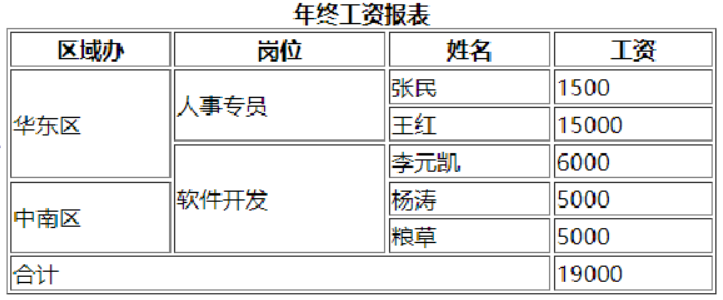 年终工资报表
区域办 岗位 姓名 工资
华东区 人事专员 张民 1500
王红 15000
软件开发 李元凯 6000
中南区 杨涛 5000
粮草 5000
合计 19000